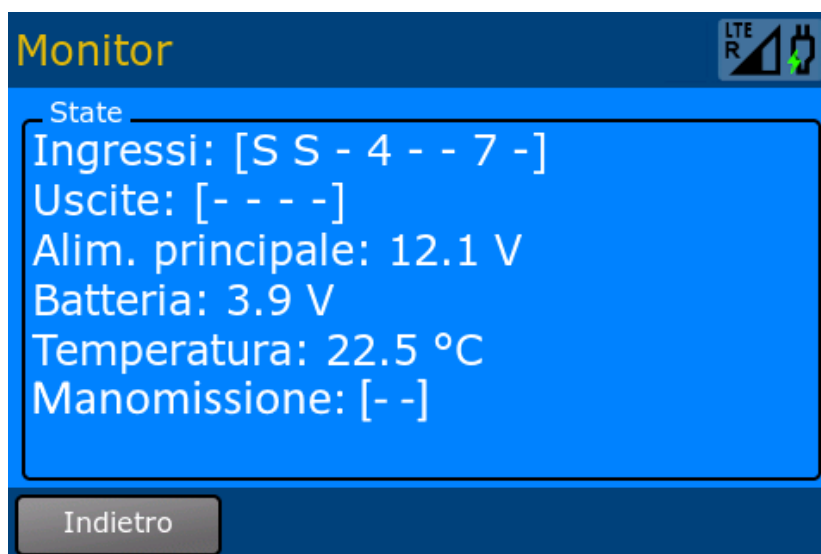 Monitor
LTE
R
State
Ingressi: [S S - 4 - - 7 -]
Uscite: [- - - -]
Alim. principale: 12.1 V
Batteria: 3.9 V
Temperatura: 22.5 °C
Manomissione: [- -]
Indietro